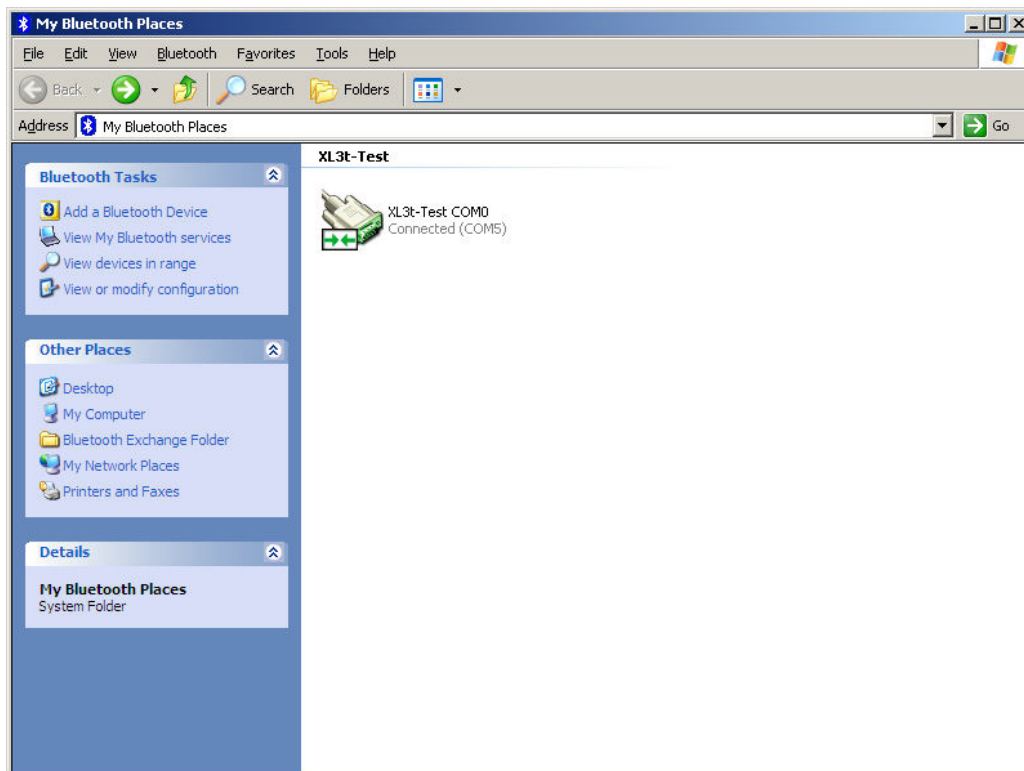 My Bluetooth Places
File Edit View Bluetooth Favorites Tools Help
Back Search Folders
Address My Bluetooth Places Go
XL3t-Test
XL3t-Test COM0
Connected (COM5)
Bluetooth Tasks
Add a Bluetooth Device
View My Bluetooth services
View devices in range
View or modify configuration
Other Places
Desktop
My Computer
Bluetooth Exchange Folder
My Network Places
Printers and Faxes
Details
My Bluetooth Places
System Folder